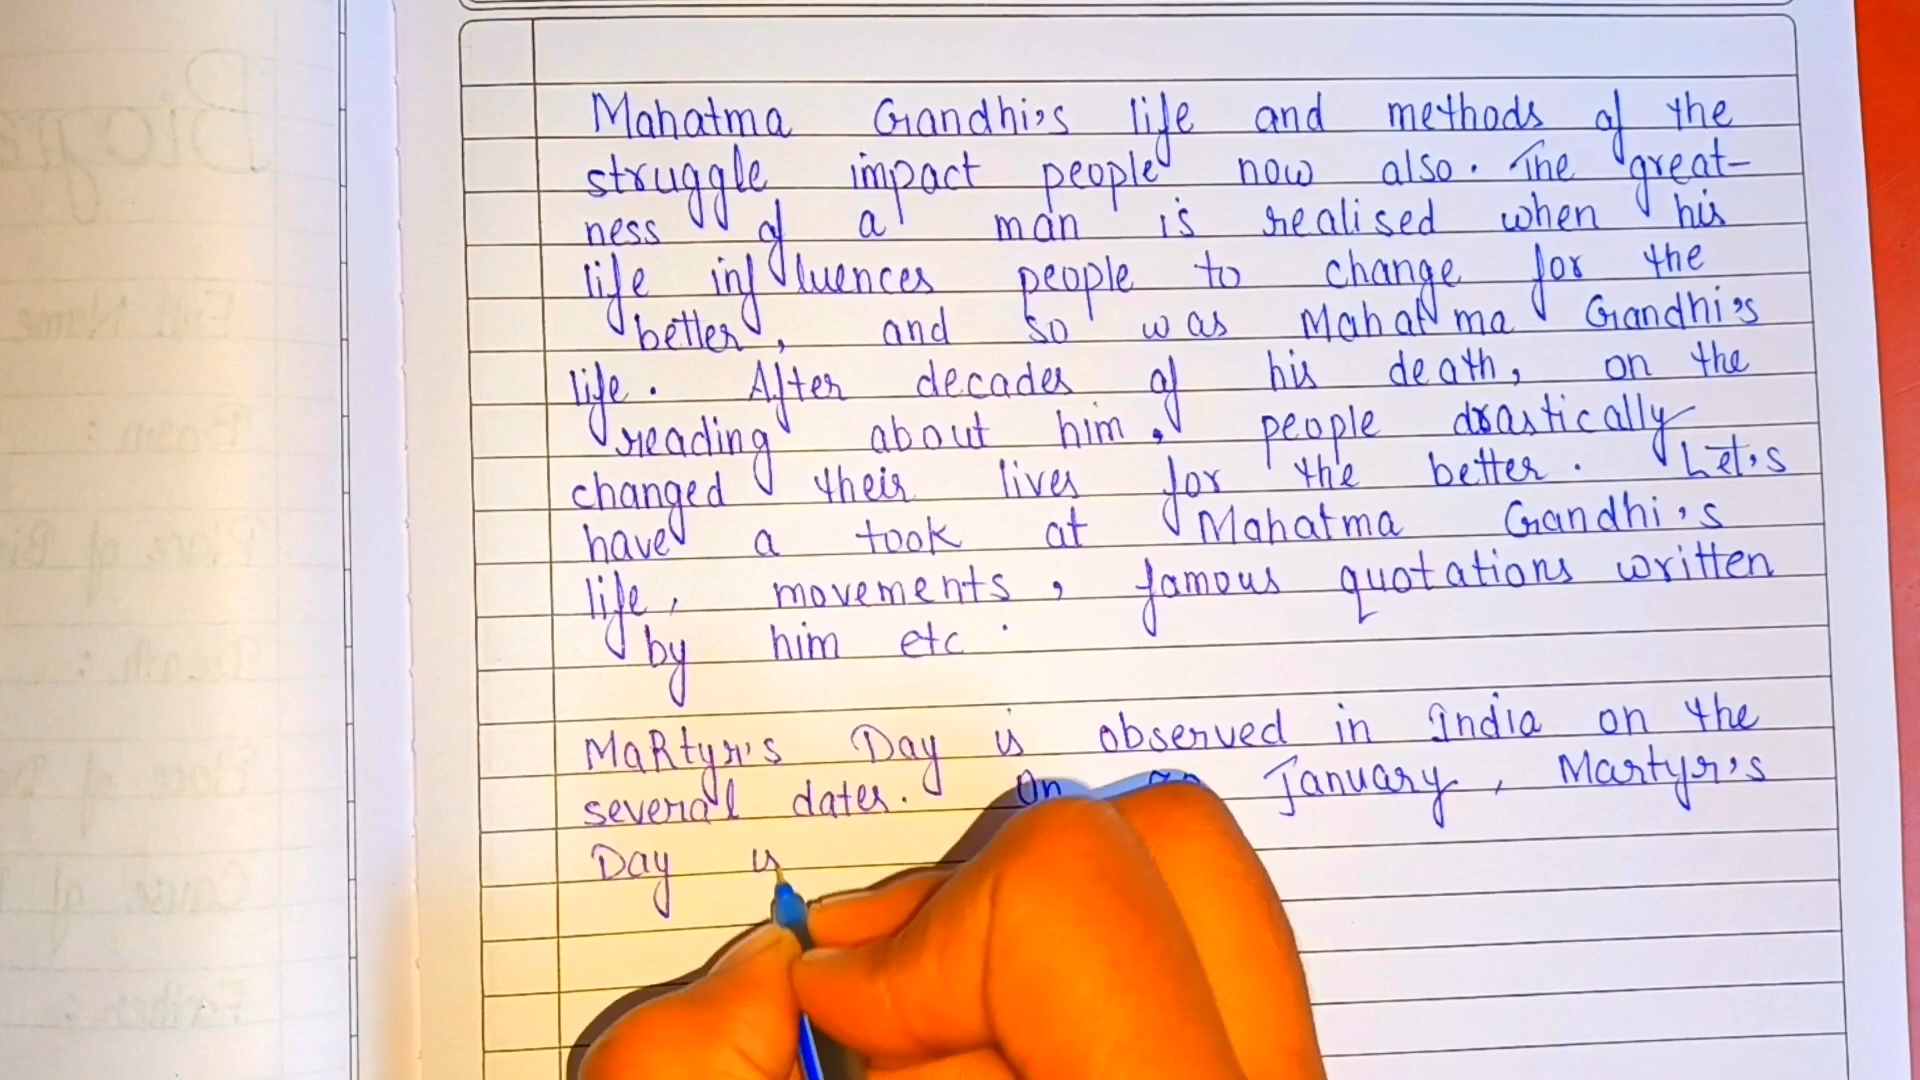 Mahatma Gandhi's life and methods of the
struggle impact people now also. The great-
ness of a man is realised when his
life influences people to change for the
better, and so was Mahatma Gandhi's
life. After decades of his death, on the
reading about him, people drastically
changed their lives for the better. Let's
have a took at Mahatma Gandhi's
life, movements, famous quotations written
by him etc.
MaRtyr's Day is observed in India on the
several dates. On January, Martyr's
Day is